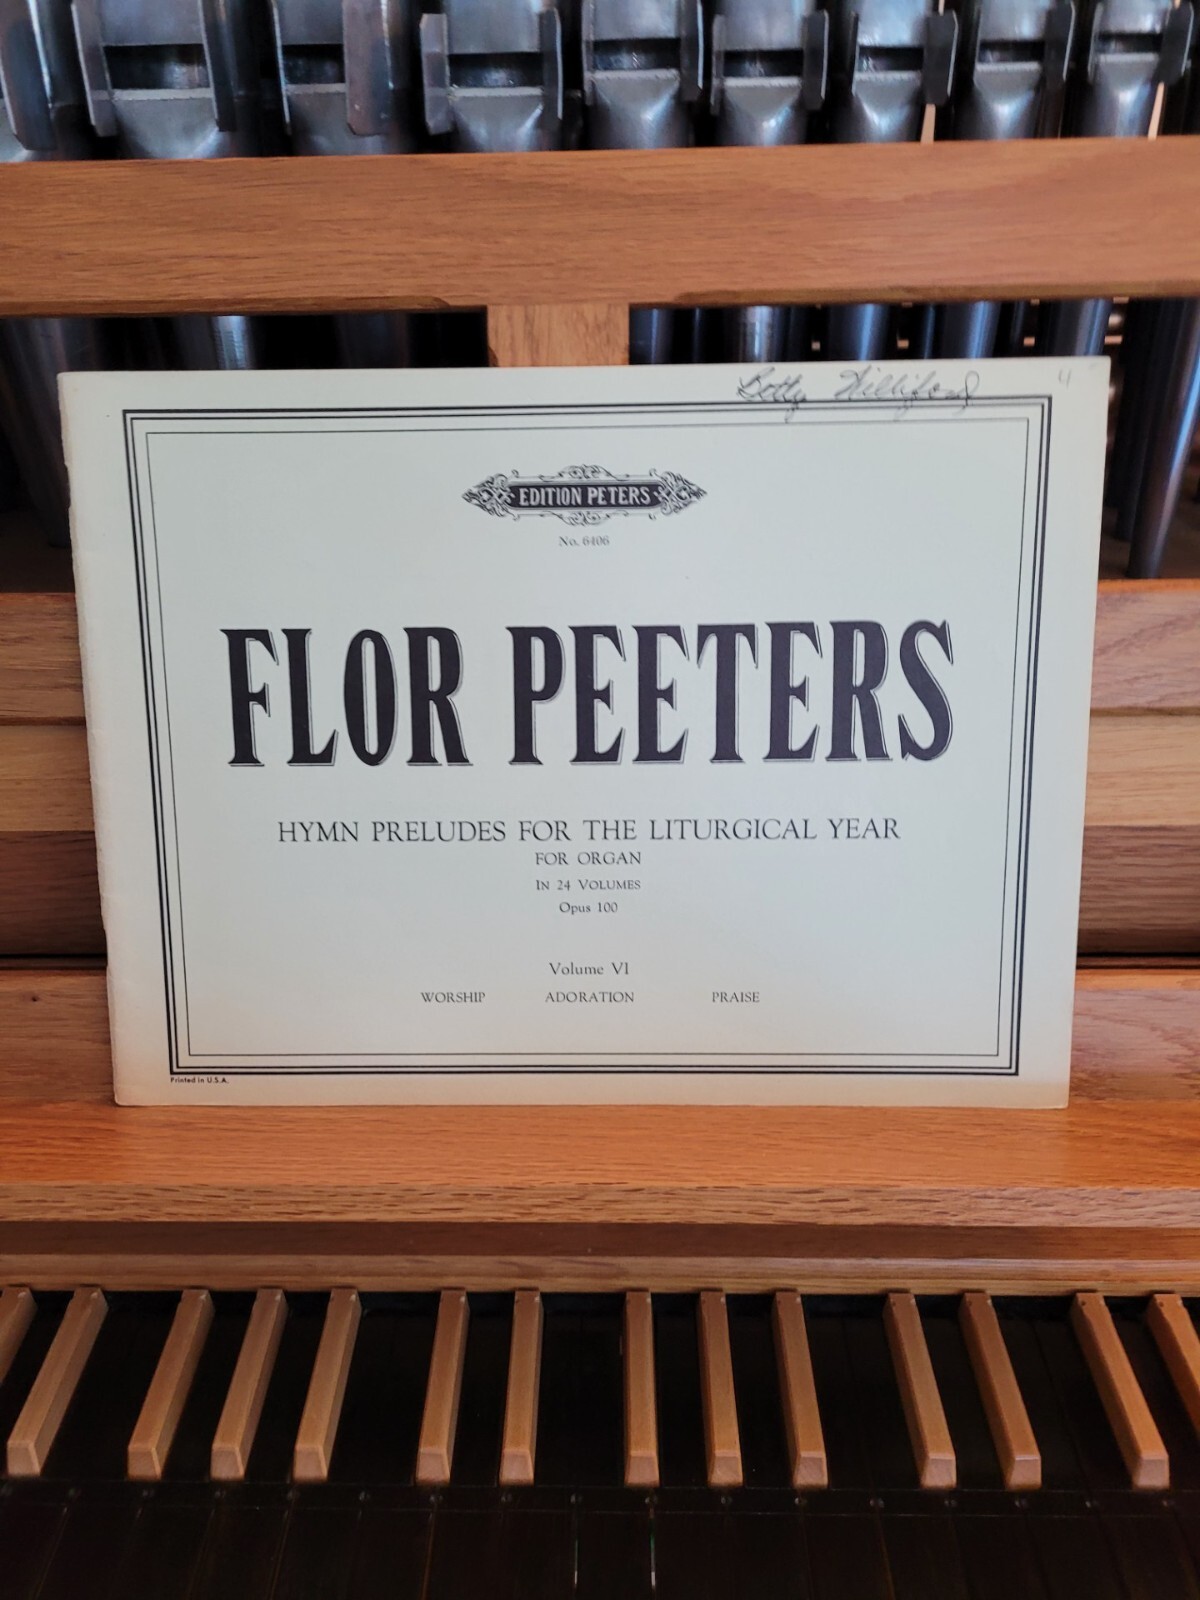 Betty Williford 4
EDITION PETERS
No. 6406
FLOR PEETERS
HYMN PRELUDES FOR THE LITURGICAL YEAR
FOR ORGAN
IN 24 VOLUMES
Opus 100
Volume VI
WORSHIP ADORATION PRAISE
Printed in U.S.A.